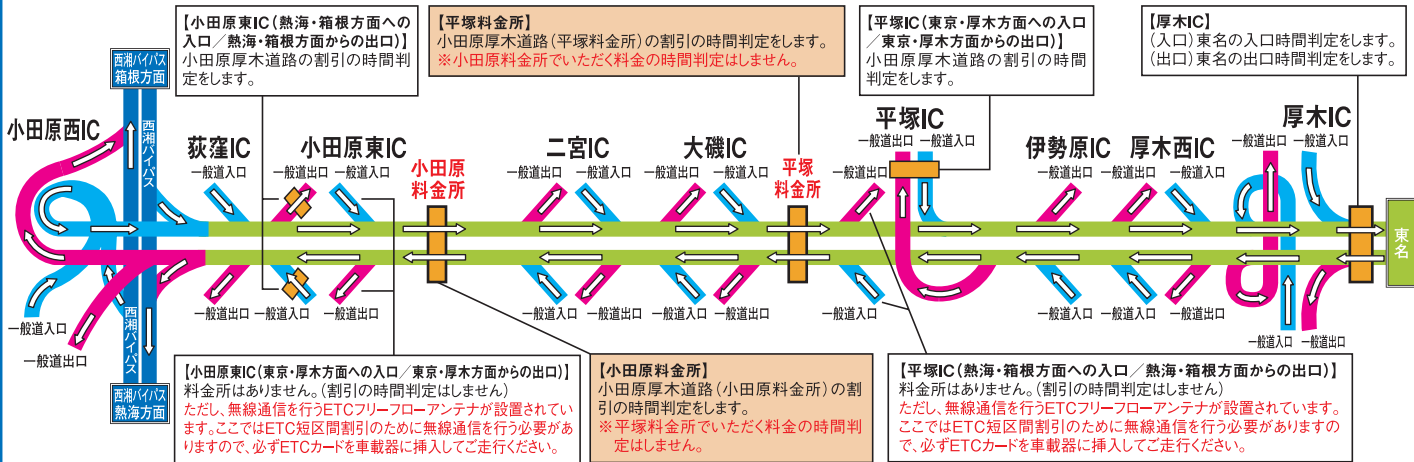 【小田原東IC(熱海・箱根方面への
入口/熱海・箱根方面からの出口)】
小田原厚木道路の割引の時間判
定をします。
【平塚料金所】
小田原厚木道路(平塚料金所)の割引の時間判定をします。
※小田原料金所でいただく料金の時間判定はしません。
【平塚IC(東京・厚木方面への入口
/東京・厚木方面からの出口)】
小田原厚木道路の割引の時間
判定をします。
【厚木IC】
(入口)東名の入口時間判定をします。
(出口)東名の出口時間判定をします。
西湘バイパス
箱根方面
小田原西IC
西湘バイパス
荻窪IC
一般道入口
小田原東IC
一般道出口
一般道入口
小田原
料金所
二宮IC
一般道出口
一般道入口
大磯IC
一般道出口
一般道入口
平塚
料金所
平塚IC
一般道出口
一般道出口
一般道入口
伊勢原IC
一般道出口
厚木西IC
一般道出口
一般道入口
厚木IC
一般道出口
一般道入口
東名
一般道入口
一般道出口
西湘バイパス
一般道出口
一般道入口
一般道出口
一般道入口
一般道出口
一般道入口
一般道出口
一般道入口
一般道入口
一般道入口
一般道出口
一般道入口
一般道出口
西湘バイパス
熱海方面
【小田原東IC(東京・厚木方面への入口/東京・厚木方面からの出口)】
料金所はありません。(割引の時間判定はしません)
ただし、無線通信を行うETCフリーフローアンテナが設置されてい
ます。ここではETC短区間割引のために無線通信を行う必要があ
りますので、必ずETCカードを車載器に挿入してご走行ください。
【小田原料金所】
小田原厚木道路(小田原料金所)の割
引の時間判定をします。
※平塚料金所でいただく料金の時間判
定はしません。
【平塚IC(熱海・箱根方面への入口/熱海・箱根方面からの出口)】
料金所はありません。(割引の時間判定はしません)
ただし、無線通信を行うETCフリーフローアンテナが設置されています。
ここではETC短区間割引のために無線通信を行う必要がありますの
で、必ずETCカードを車載器に挿入してご走行ください。